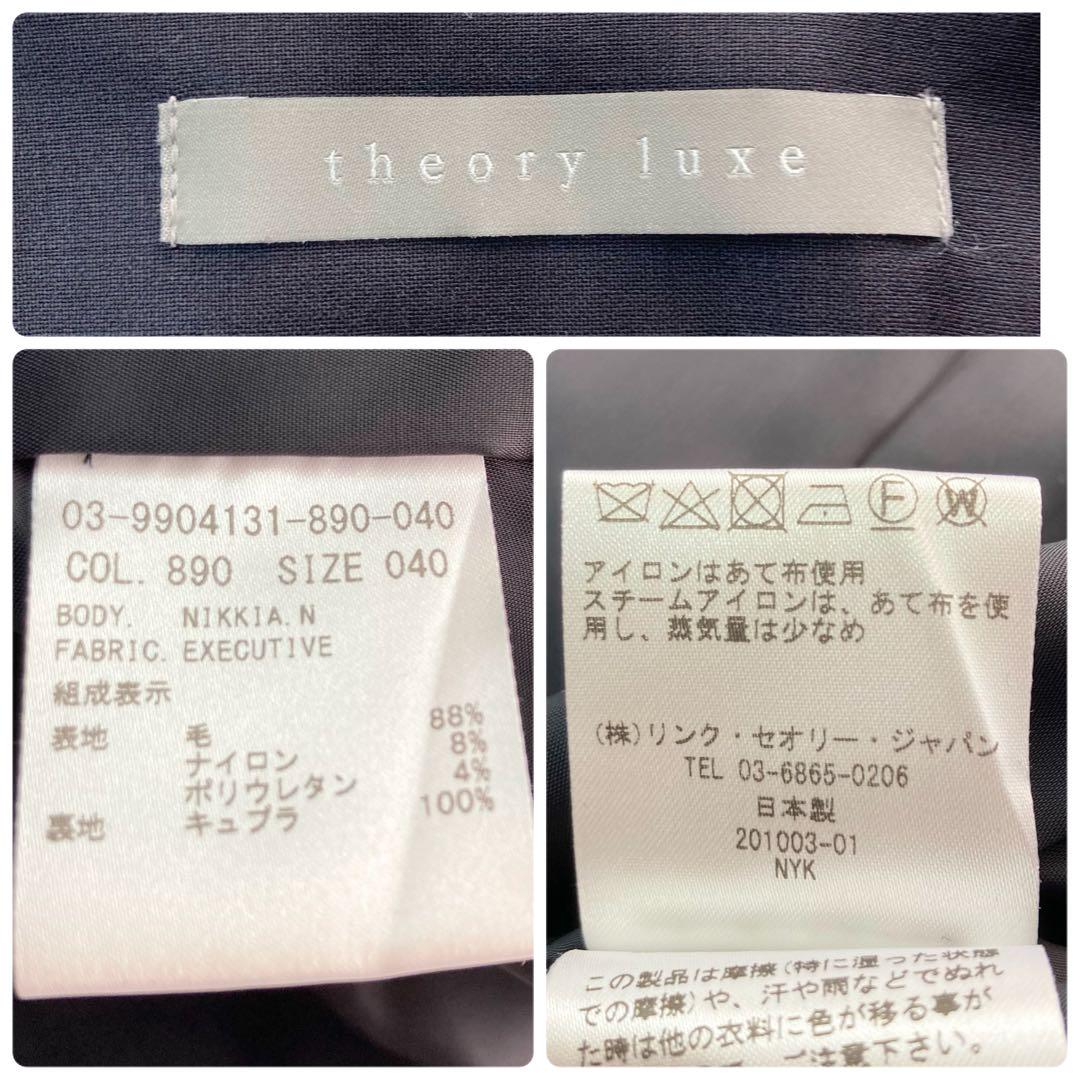 theory luxe
03-9904131-890-040
COL. 890 SIZE 040
BODY. NIKKIA.N
FABRIC. EXECUTIVE
組成表示
表地 毛 88%
ナイロン 8%
ポリウレタン 4%
裏地 キュプラ 100%
F W
アイロンはあて布使用
スチームアイロンは、あて布を使
用し、蒸気量は少なめ
(株)リンク・セオリー・ジャパン
TEL 03-6865-0206
日本製
201003-01
NYK
この製品は摩擦(特に湿った状態
での摩擦)や、汗や雨などでぬれ
た時は他の衣料に色が移る事が
ご注意下さい。